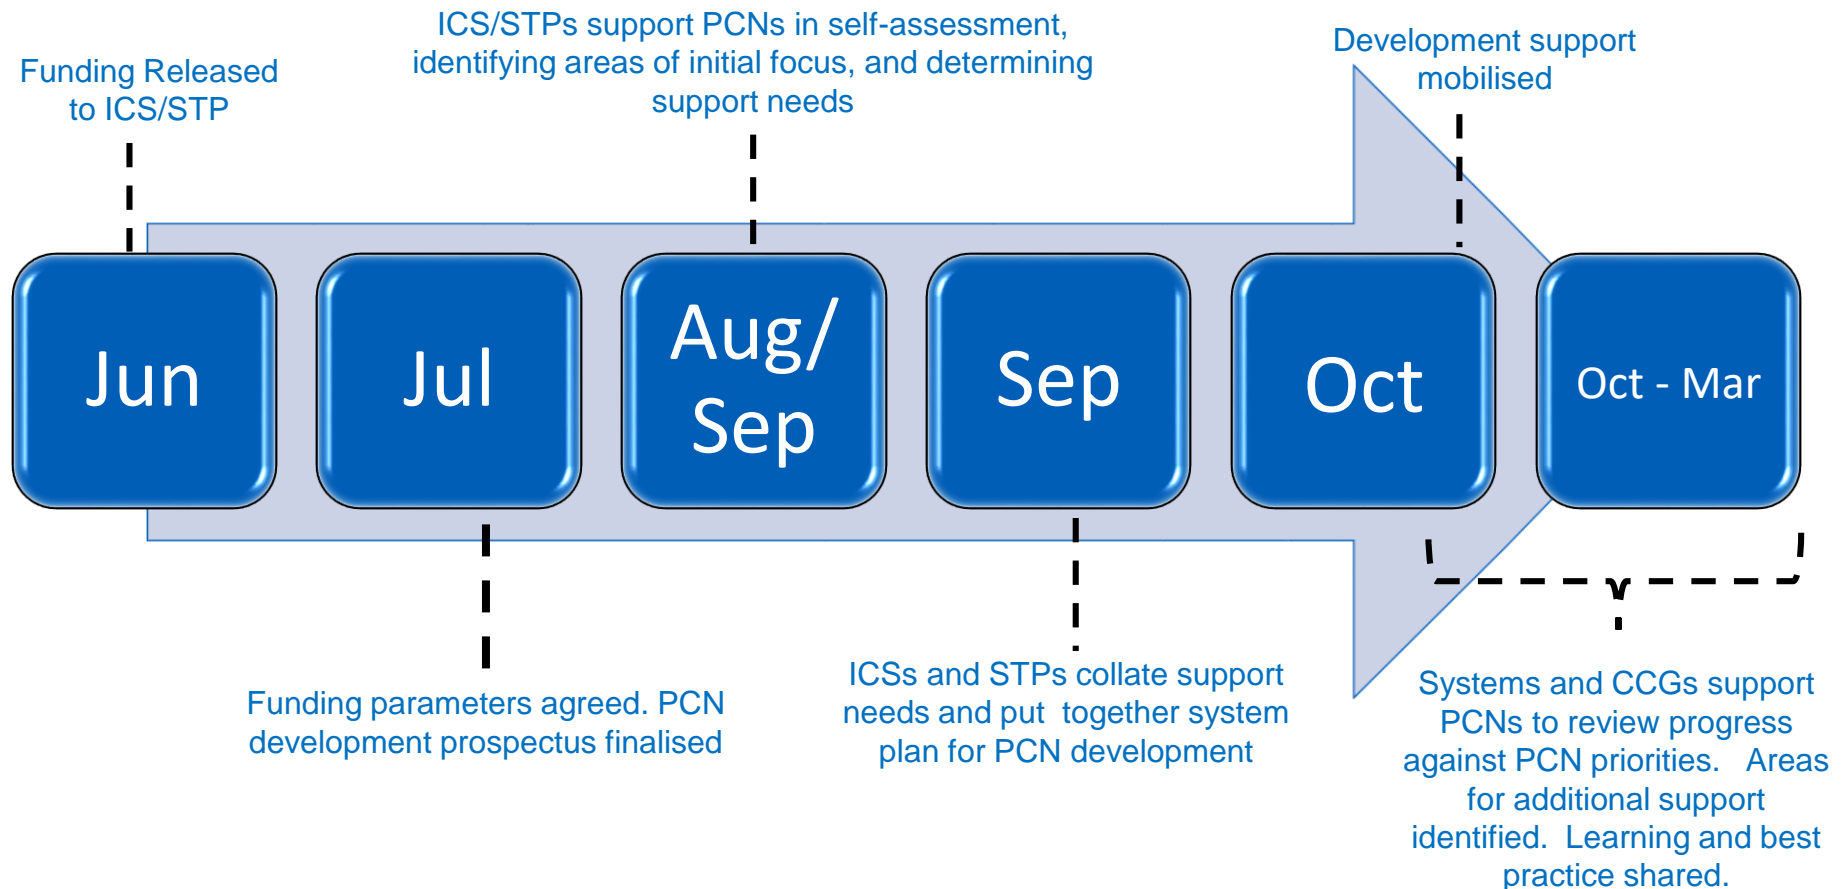 Funding Released
to ICS/STP
ICS/STPs support PCNs in self-assessment,
identifying areas of initial focus, and determining
support needs
Development support
mobilised
Jun
Jul
Aug/
Sep
Sep
Oct
Oct - Mar
Funding parameters agreed. PCN
development prospectus finalised
ICSs and STPs collate support
needs and put  together system
plan for PCN development
Systems and CCGs support
PCNs to review progress
against PCN priorities.   Areas
for additional support
identified.  Learning and best
practice shared.